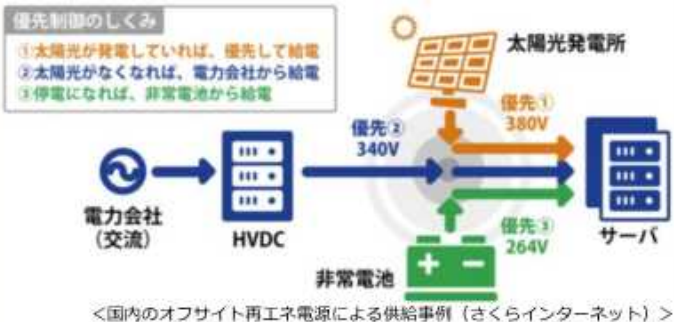 優先制御のしくみ
①太陽光が発電していれば、優先して給電
②太陽光がなくなれば、電力会社から給電
③停電になれば、非常電池から給電
太陽光発電所
優先①
380V
優先②
340V
電力会社
(交流)
HVDC
優先③
264V
サーバ
非常電池
<国内のオフサイト再エネ電源による供給事例（さくらインターネット）>